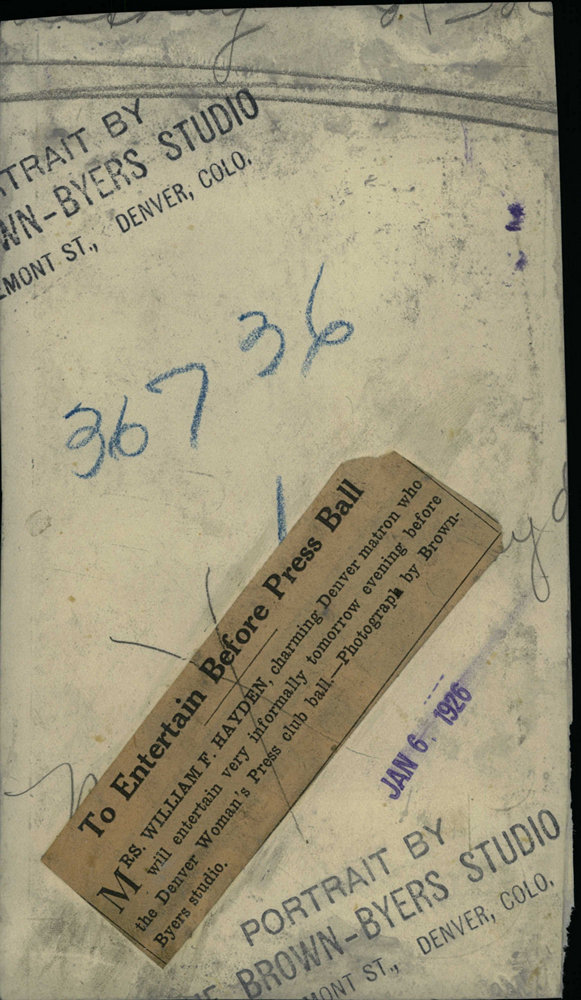 TRAIT BY
WN-BYERS STUDIO
MONT ST., DENVER, COLO.
36736
To Entertain Before Press Ball
MRS. WILLIAM F. HAYDEN, charming Denver matron who
will entertain very informally tomorrow evening before
the Denver Woman's Press club ball.—Photograph by Brown-
Byers studio.
JAN 6 1926
PORTRAIT BY
BROWN-BYERS STUDIO
MONT ST., DENVER, COLO.